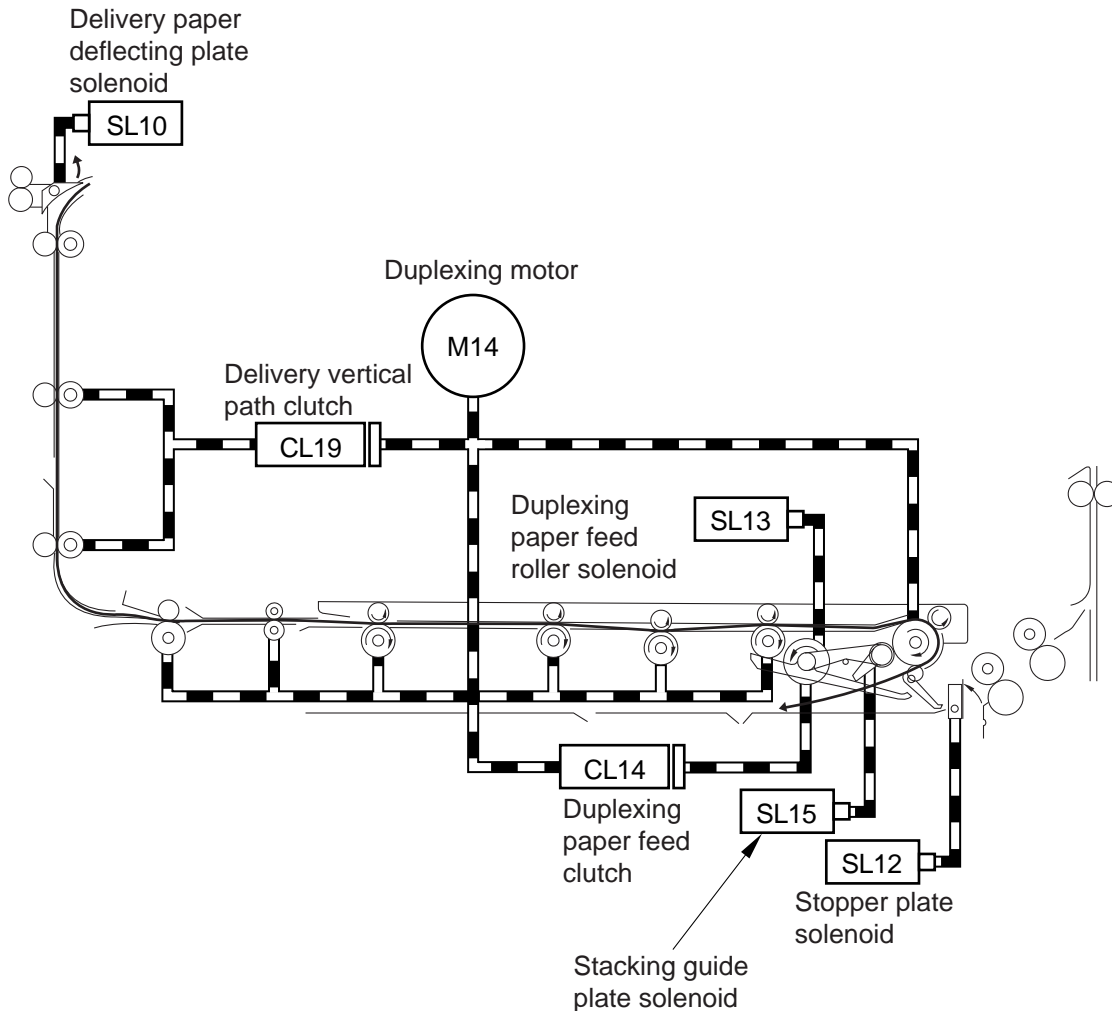 Delivery paper
deflecting plate
solenoid
SL10
Duplexing motor
M14
Delivery vertical
path clutch
CL19
Duplexing
paper feed
roller solenoid
SL13
CL14
Duplexing
paper feed
clutch
SL15
SL12
Stopper plate
solenoid
Stacking guide
plate solenoid